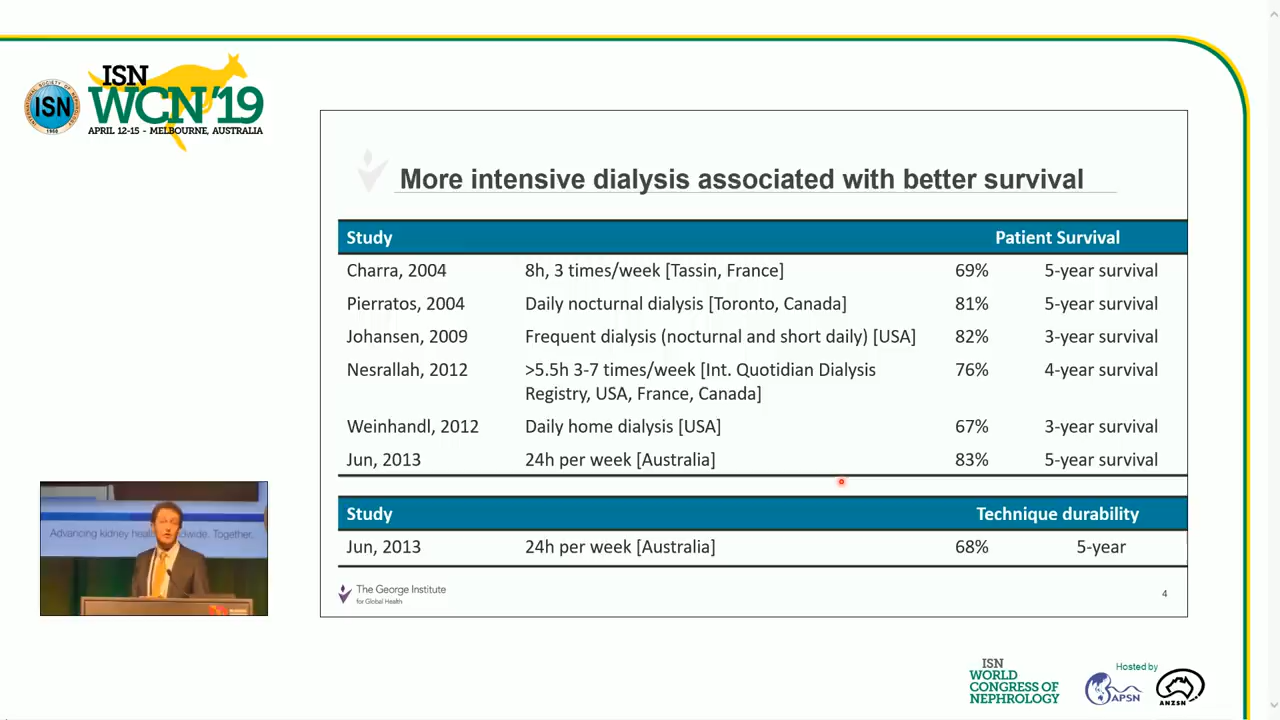 ISN
WCN'19
APRIL 12-15 - MELBOURNE, AUSTRALIA
INTERNATIONAL SOCIETY OF NEPHROLOGY
ISN
1960
More intensive dialysis associated with better survival
Study Patient Survival
Charra, 2004 8h, 3 times/week [Tassin, France] 69% 5-year survival
Pierratos, 2004 Daily nocturnal dialysis [Toronto, Canada] 81% 5-year survival
Johansen, 2009 Frequent dialysis (nocturnal and short daily) [USA] 82% 3-year survival
Nesrallah, 2012 >5.5h 3-7 times/week [Int. Quotidian Dialysis 76% 4-year survival
Registry, USA, France, Canada]
Weinhandl, 2012 Daily home dialysis [USA] 67% 3-year survival
Jun, 2013 24h per week [Australia] 83% 5-year survival
Study Technique durability
Jun, 2013 24h per week [Australia] 68% 5-year
The George Institute
for Global Health
4
Advancing kidney health worldwide. Together.
ISN
WORLD
CONGRESS OF
NEPHROLOGY
Hosted by
APSN
ANZSN